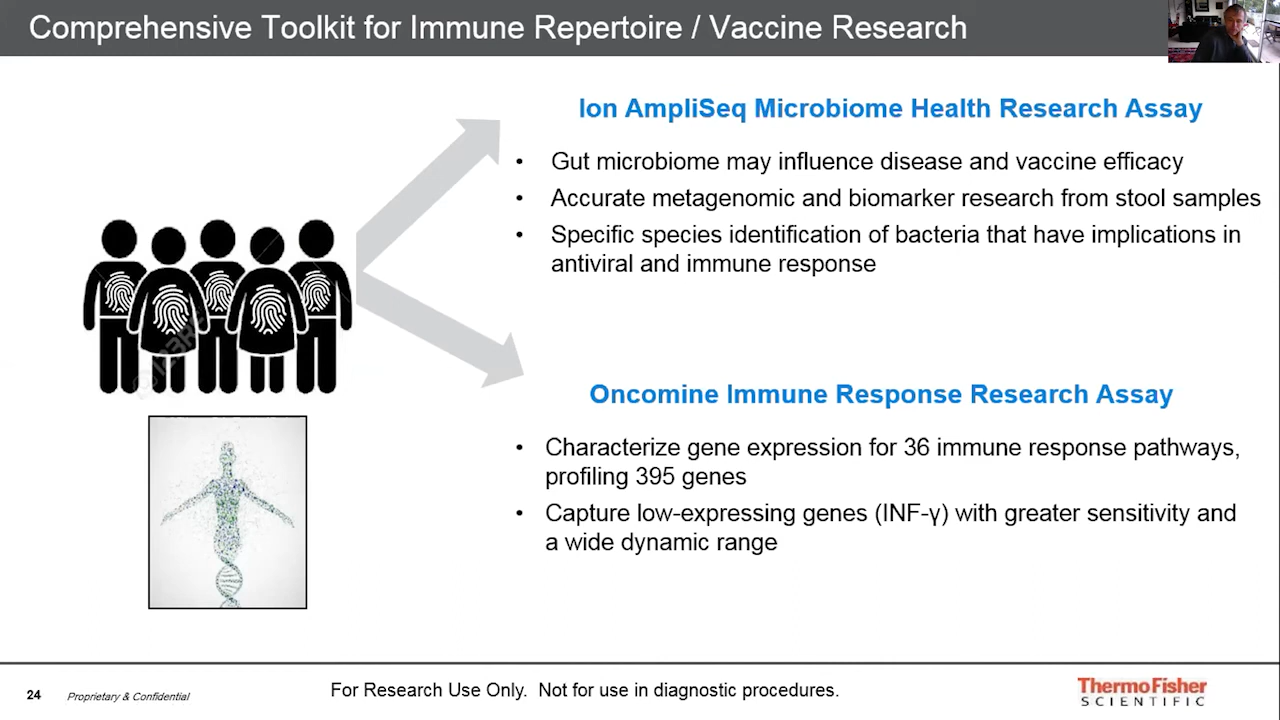 Comprehensive Toolkit for Immune Repertoire / Vaccine Research
Ion AmpliSeq Microbiome Health Research Assay
• Gut microbiome may influence disease and vaccine efficacy
• Accurate metagenomic and biomarker research from stool samples
• Specific species identification of bacteria that have implications in
antiviral and immune response
Oncomine Immune Response Research Assay
• Characterize gene expression for 36 immune response pathways,
profiling 395 genes
• Capture low-expressing genes (INF-γ) with greater sensitivity and
a wide dynamic range
24
Proprietary & Confidential
For Research Use Only. Not for use in diagnostic procedures.
ThermoFisher
SCIENTIFIC